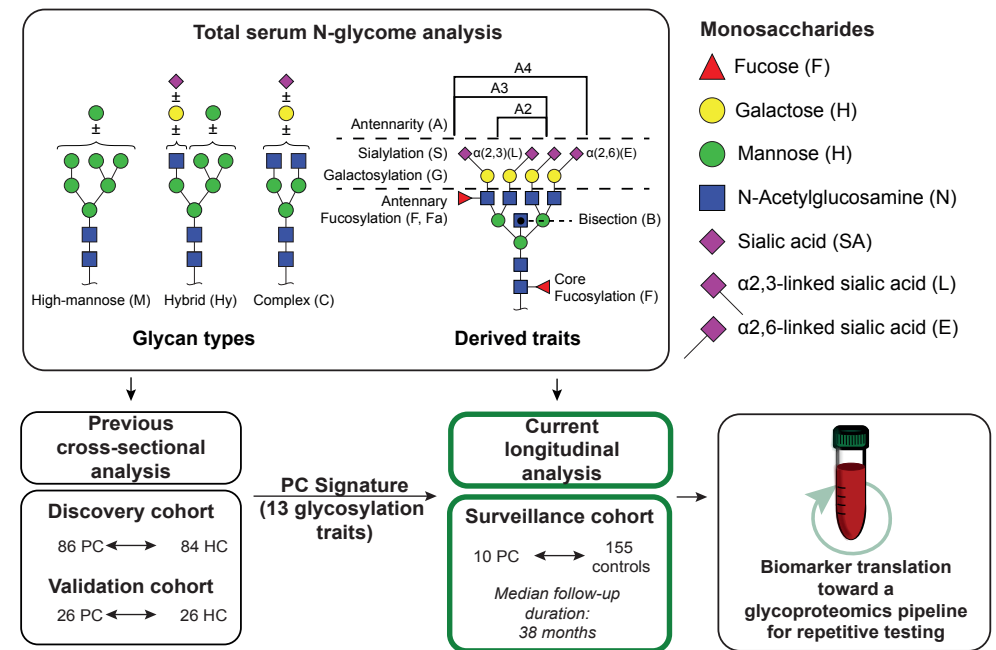 Total serum N-glycome analysis
A4
A3
A2
Antennarity (A)
Sialylation (S)
α(2,3)(L)
α(2,6)(E)
Galactosylation (G)
Antennary
Fucosylation (F, Fa)
Bisection (B)
Core
Fucosylation (F)
±
±
±
±
±
±
±
High-mannose (M)
Hybrid (Hy)
Complex (C)
Glycan types
Derived traits
Monosaccharides
Fucose (F)
Galactose (H)
Mannose (H)
N-Acetylglucosamine (N)
Sialic acid (SA)
α2,3-linked sialic acid (L)
α2,6-linked sialic acid (E)
Previous
cross-sectional
analysis
Discovery cohort
86 PC
84 HC
Validation cohort
26 PC
26 HC
PC Signature
(13 glycosylation
traits)
Current
longitudinal
analysis
Surveillance cohort
10 PC
155
controls
Median follow-up
duration:
38 months
Biomarker translation
toward a
glycoproteomics pipeline
for repetitive testing